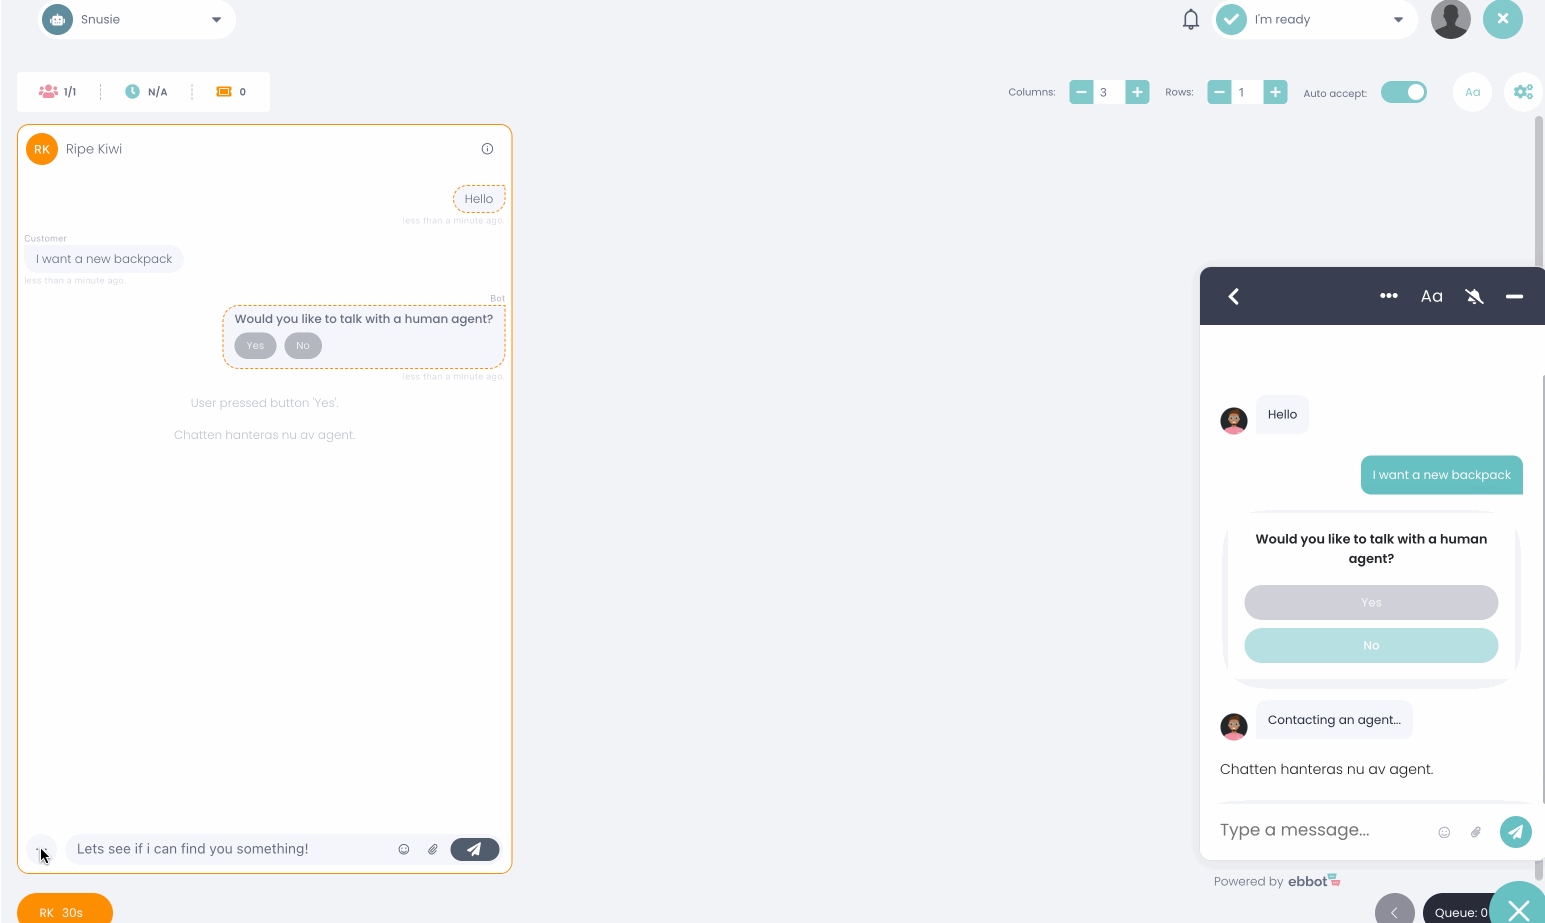 Snusie
I'm ready
1/1
N/A
0
Columns:
3
Rows:
1
Auto accept:
Aa
RK
Ripe Kiwi
Hello
less than a minute ago.
Customer
I want a new backpack
less than a minute ago.
Bot
Would you like to talk with a human agent?
Yes
No
less than a minute ago.
User pressed button 'Yes'.
Chatten hanteras nu av agent.
Lets see if i can find you something!
RK 30s
Aa
Hello
I want a new backpack
Would you like to talk with a human
agent?
Yes
No
Contacting an agent...
Chatten hanteras nu av agent.
Type a message...
Powered by ebbot
Queue: 0